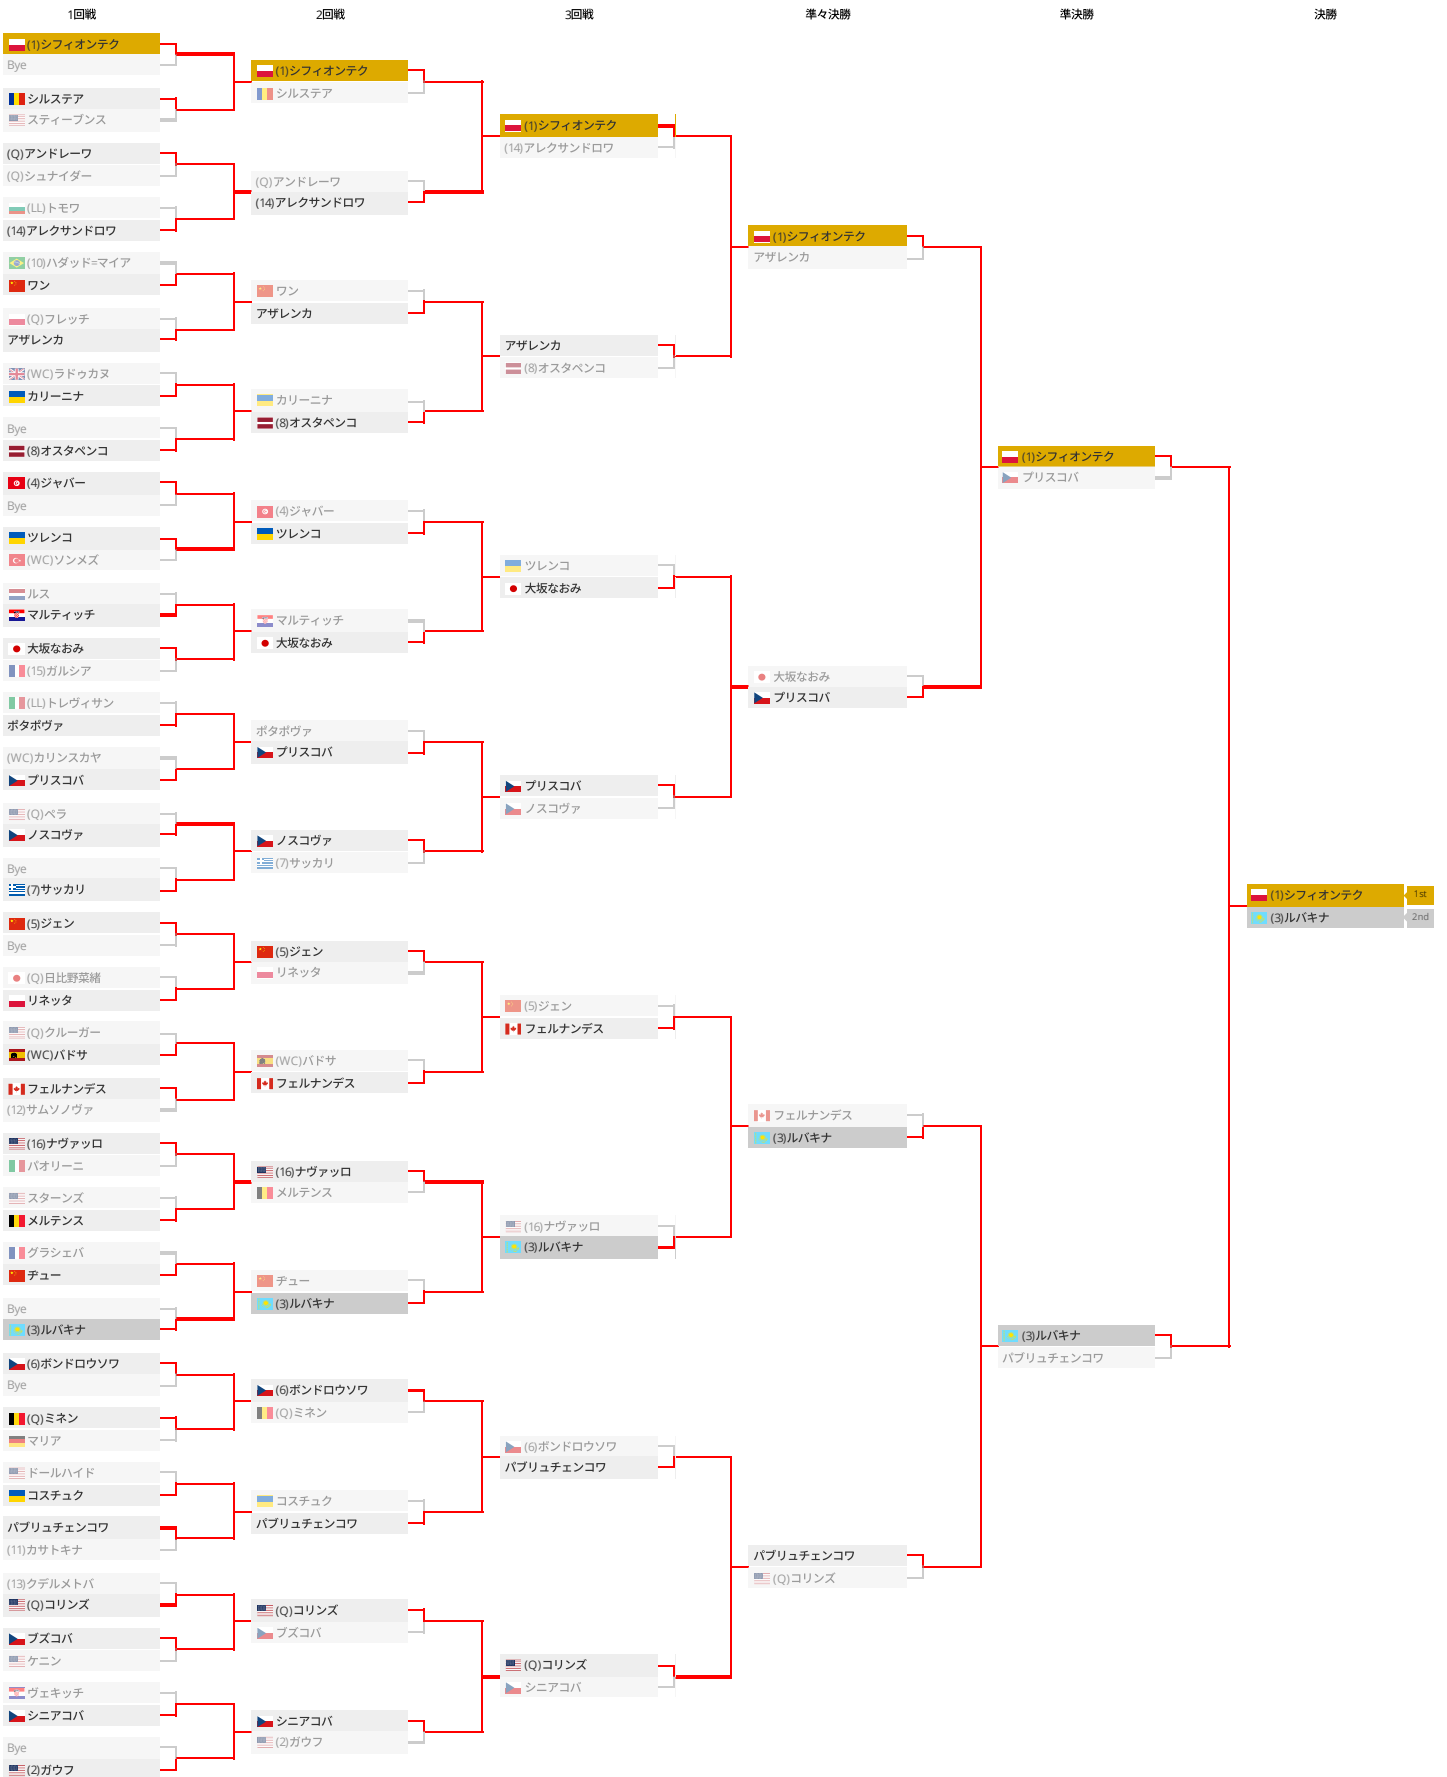 1回戦
2回戦
3回戦
準々決勝
準決勝
決勝
(1)シフィオンテク
Bye
シルステア
スティーブンス
(Q)アンドレーワ
(Q)シュナイダー
(LL)トモワ
(14)アレクサンドロワ
(10)ハダッド=マイア
ワン
(Q)フレッチ
アザレンカ
(WC)ラドゥカヌ
カリーニナ
Bye
(8)オスタペンコ
(4)ジャバー
Bye
ツレンコ
(WC)ソンメズ
ルス
マルティッチ
大坂なおみ
(15)ガルシア
(LL)トレヴィサン
ポタポヴァ
(WC)カリンスカヤ
プリスコバ
(Q)ペラ
ノスコヴァ
Bye
(7)サッカリ
(5)ジェン
Bye
(Q)日比野菜緒
リネッタ
(Q)クルーガー
(WC)バドサ
フェルナンデス
(12)サムソノヴァ
(16)ナヴァッロ
パオリーニ
スターンズ
メルテンス
グラシェバ
ヂュー
Bye
(3)ルバキナ
(6)ボンドロウソワ
Bye
(Q)ミネン
マリア
ドールハイド
コスチュク
パブリュチェンコワ
(11)カサトキナ
(13)クデルメトバ
(Q)コリンズ
ブズコバ
ケニン
ヴェキッチ
シニアコバ
Bye
(2)ガウフ
(1)シフィオンテク
シルステア
(Q)アンドレーワ
(14)アレクサンドロワ
ワン
アザレンカ
カリーニナ
(8)オスタペンコ
(4)ジャバー
ツレンコ
マルティッチ
大坂なおみ
ポタポヴァ
プリスコバ
ノスコヴァ
(7)サッカリ
(5)ジェン
リネッタ
(WC)バドサ
フェルナンデス
(16)ナヴァッロ
メルテンス
ヂュー
(3)ルバキナ
(6)ボンドロウソワ
(Q)ミネン
コスチュク
パブリュチェンコワ
(Q)コリンズ
ブズコバ
シニアコバ
(2)ガウフ
(1)シフィオンテク
(14)アレクサンドロワ
アザレンカ
(8)オスタペンコ
ツレンコ
大坂なおみ
プリスコバ
ノスコヴァ
(5)ジェン
フェルナンデス
(16)ナヴァッロ
(3)ルバキナ
(6)ボンドロウソワ
パブリュチェンコワ
(Q)コリンズ
シニアコバ
(1)シフィオンテク
アザレンカ
大坂なおみ
プリスコバ
フェルナンデス
(3)ルバキナ
パブリュチェンコワ
(Q)コリンズ
(1)シフィオンテク
プリスコバ
(3)ルバキナ
パブリュチェンコワ
(1)シフィオンテク 1st
(3)ルバキナ 2nd